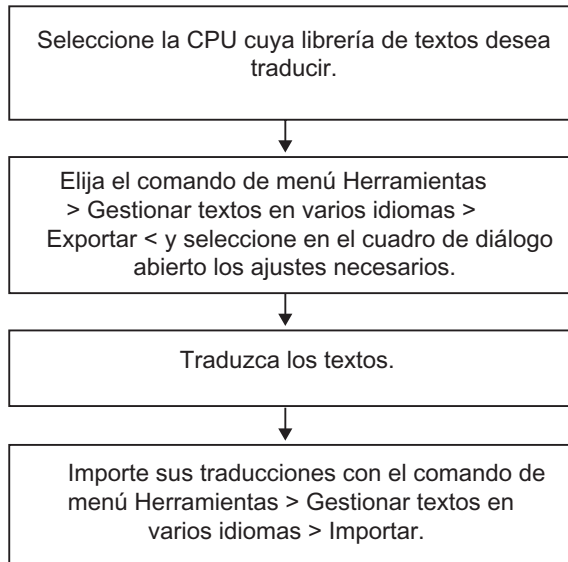 Seleccione la CPU cuya librería de textos desea
traducir.
Elija el comando de menú Herramientas
> Gestionar textos en varios idiomas >
Exportar < y seleccione en el cuadro de diálogo
abierto los ajustes necesarios.
Traduzca los textos.
Importe sus traducciones con el comando de
menú Herramientas > Gestionar textos en
varios idiomas > Importar.